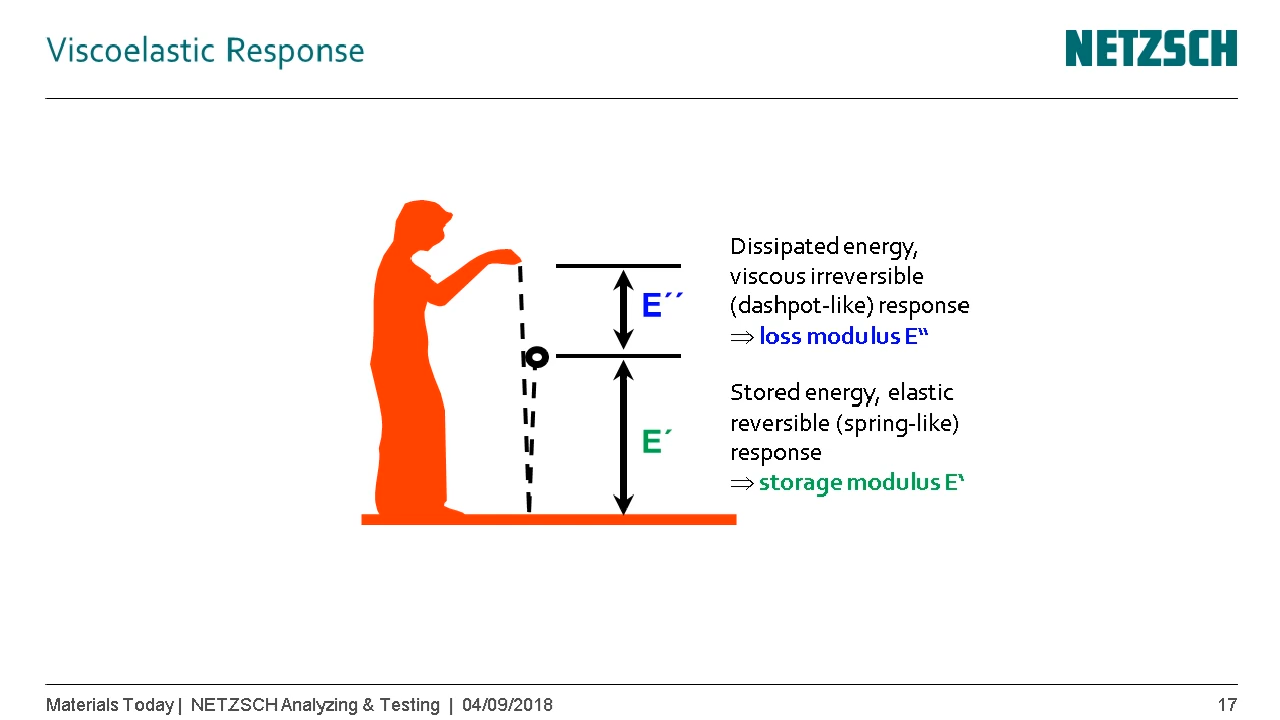 Viscoelastic Response
NETZSCH
Dissipated energy,
viscous irreversible
(dashpot-like) response
⇒ loss modulus E“
E´´
Stored energy, elastic
reversible (spring-like)
response
⇒ storage modulus E‘
E´
Materials Today | NETZSCH Analyzing & Testing | 04/09/2018
17